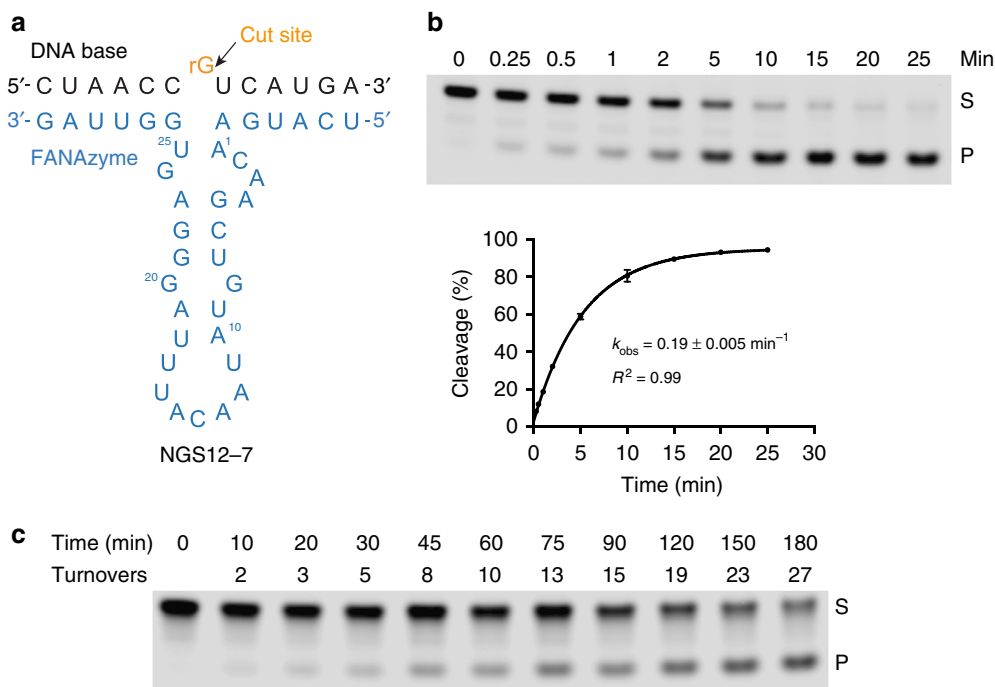 a
DNA base
rG
Cut site
5′-C U A A C C U C A U G A-3′
3′-G A U U G G A G U A C U-5′
FANAzyme
25 U A 1 C
G A
A G A
G C
G U
20 G G
A U
U A 10
U U
U A
A C A A
NGS12–7
b
0 0.25 0.5 1 2 5 10 15 20 25 Min
S
P
Cleavage (%)
100
80
60
40
20
0
kobs = 0.19 ± 0.005 min–1
R2 = 0.99
0 5 10 15 20 25 30
Time (min)
c
Time (min) 0 10 20 30 45 60 75 90 120 150 180
Turnovers 2 3 5 8 10 13 15 19 23 27
S
P